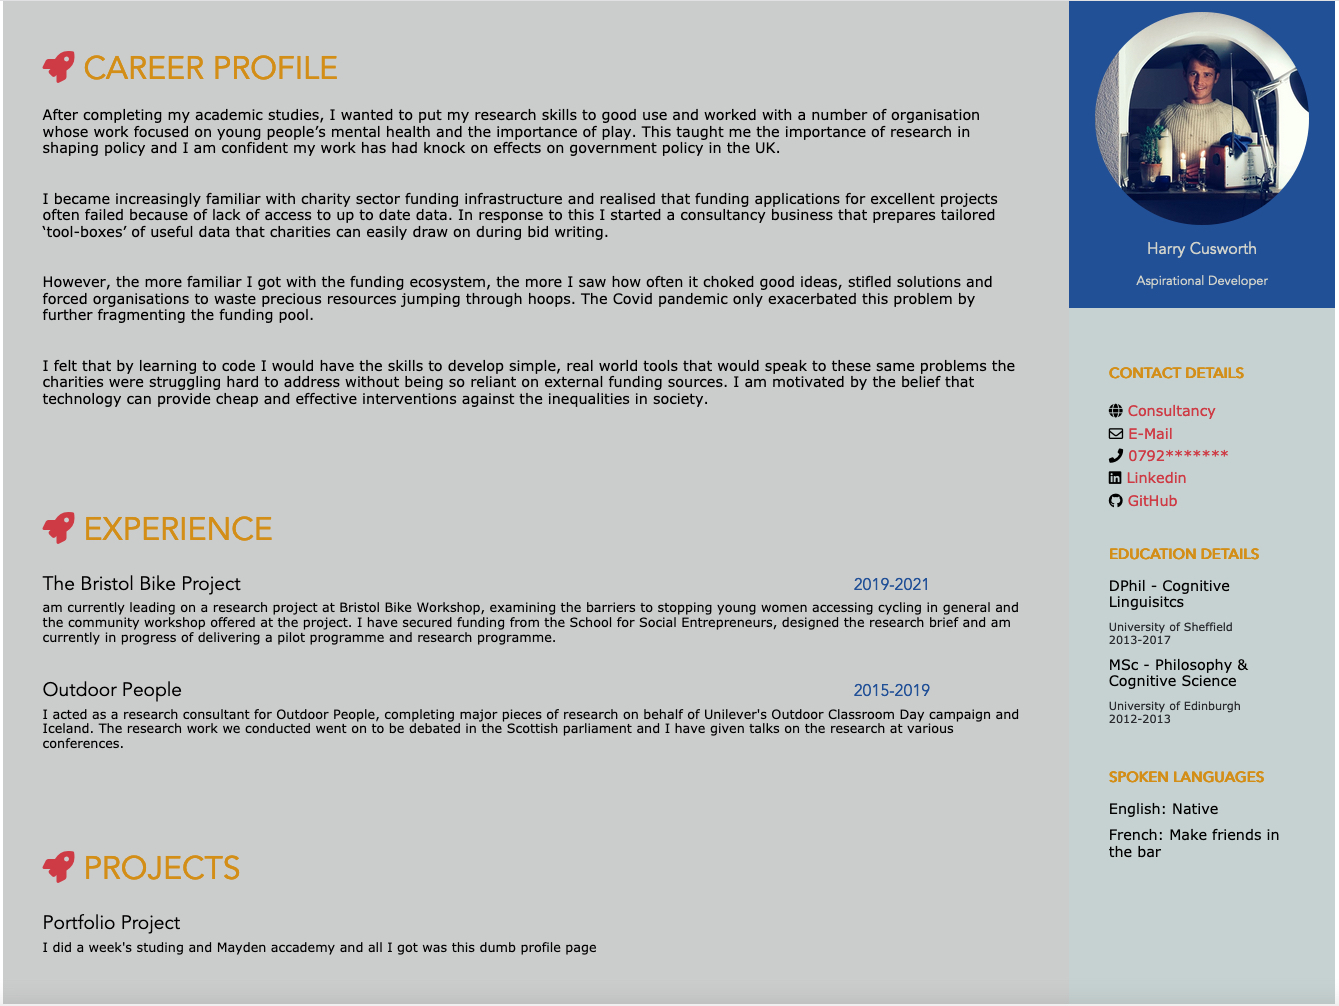 CAREER PROFILE
After completing my academic studies, I wanted to put my research skills to good use and worked with a number of organisation
whose work focused on young people’s mental health and the importance of play. This taught me the importance of research in
shaping policy and I am confident my work has had knock on effects on government policy in the UK.
I became increasingly familiar with charity sector funding infrastructure and realised that funding applications for excellent projects
often failed because of lack of access to up to date data. In response to this I started a consultancy business that prepares tailored
‘tool-boxes’ of useful data that charities can easily draw on during bid writing.
However, the more familiar I got with the funding ecosystem, the more I saw how often it choked good ideas, stifled solutions and
forced organisations to waste precious resources jumping through hoops. The Covid pandemic only exacerbated this problem by
further fragmenting the funding pool.
I felt that by learning to code I would have the skills to develop simple, real world tools that would speak to these same problems the
charities were struggling hard to address without being so reliant on external funding sources. I am motivated by the belief that
technology can provide cheap and effective interventions against the inequalities in society.
EXPERIENCE
The Bristol Bike Project 2019-2021
am currently leading on a research project at Bristol Bike Workshop, examining the barriers to stopping young women accessing cycling in general and
the community workshop offered at the project. I have secured funding from the School for Social Entrepreneurs, designed the research brief and am
currently in progress of delivering a pilot programme and research programme.
Outdoor People 2015-2019
I acted as a research consultant for Outdoor People, completing major pieces of research on behalf of Unilever's Outdoor Classroom Day campaign and
Iceland. The research work we conducted went on to be debated in the Scottish parliament and I have given talks on the research at various
conferences.
PROJECTS
Portfolio Project
I did a week's studing and Mayden accademy and all I got was this dumb profile page
Harry Cusworth
Aspirational Developer
CONTACT DETAILS
Consultancy
E-Mail
0792*******
Linkedin
GitHub
EDUCATION DETAILS
DPhil - Cognitive
Linguisitcs
University of Sheffield
2013-2017
MSc - Philosophy &
Cognitive Science
University of Edinburgh
2012-2013
SPOKEN LANGUAGES
English: Native
French: Make friends in
the bar